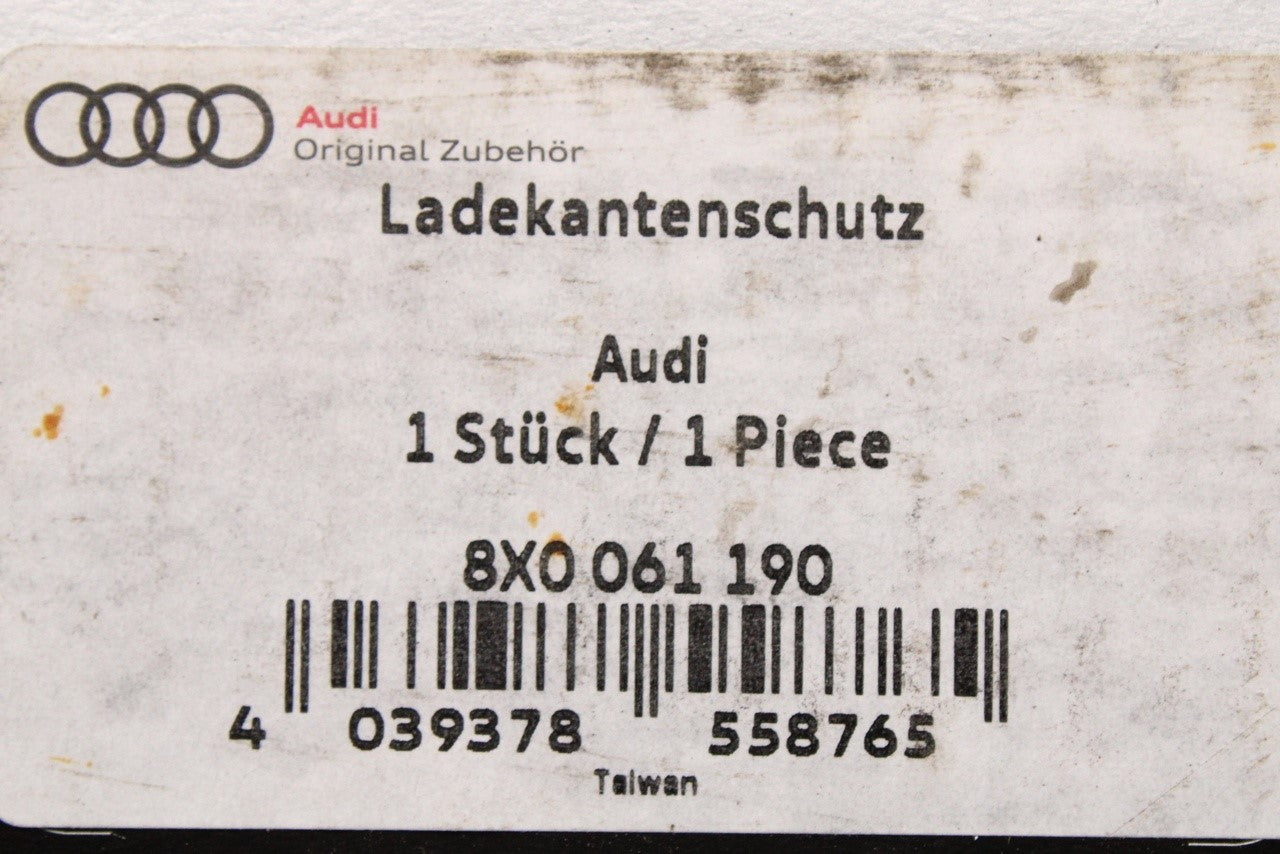 Audi
Original Zubehör
Ladekantenschutz
Audi
1 Stück / 1 Piece
8X0 061 190
4 039378 558765
Taiwan